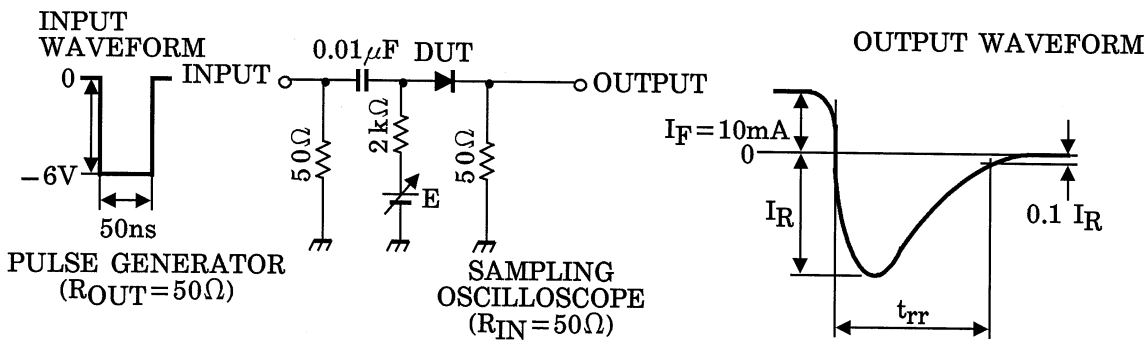 INPUT
WAVEFORM
0
−6V
50ns
PULSE GENERATOR
(ROUT=50Ω)
INPUT
0.01μF
DUT
OUTPUT
50Ω
2kΩ
E
50Ω
SAMPLING
OSCILLOSCOPE
(RIN=50Ω)
OUTPUT WAVEFORM
IF=10mA
0
IR
0.1 IR
trr